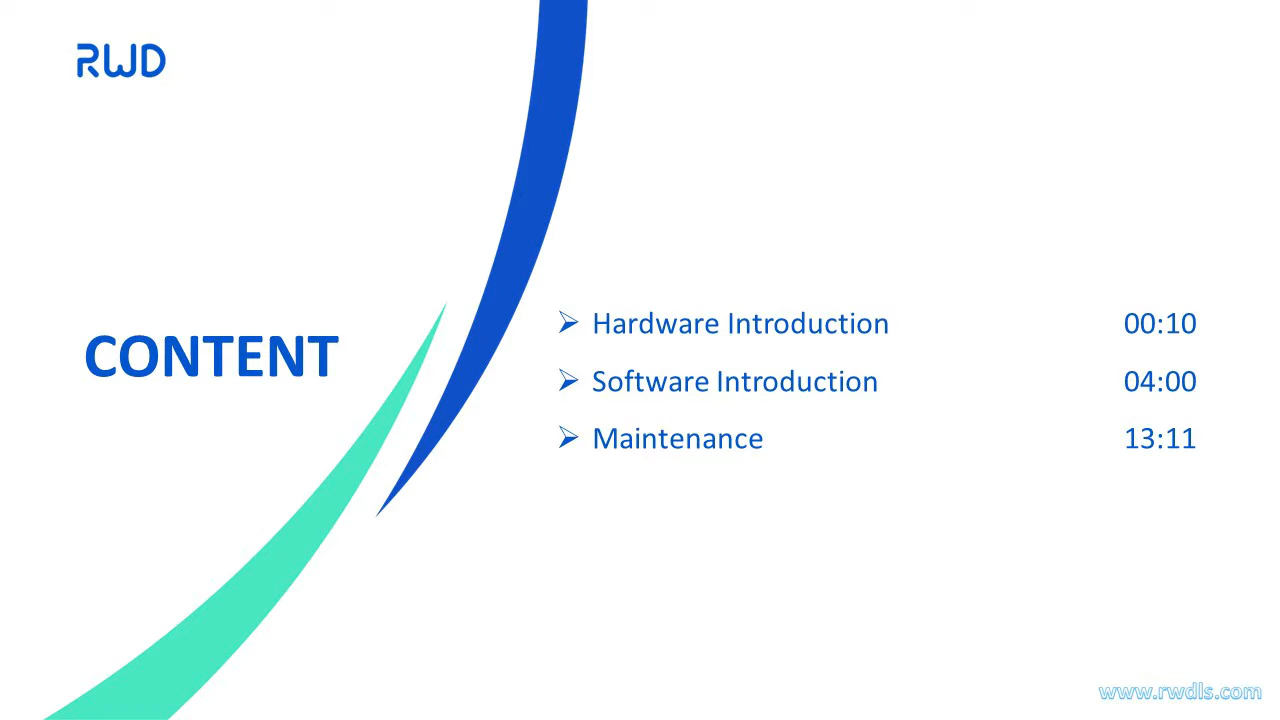 RWD
CONTENT
➢ Hardware Introduction 00:10
➢ Software Introduction 04:00
➢ Maintenance 13:11
www.rwdls.com